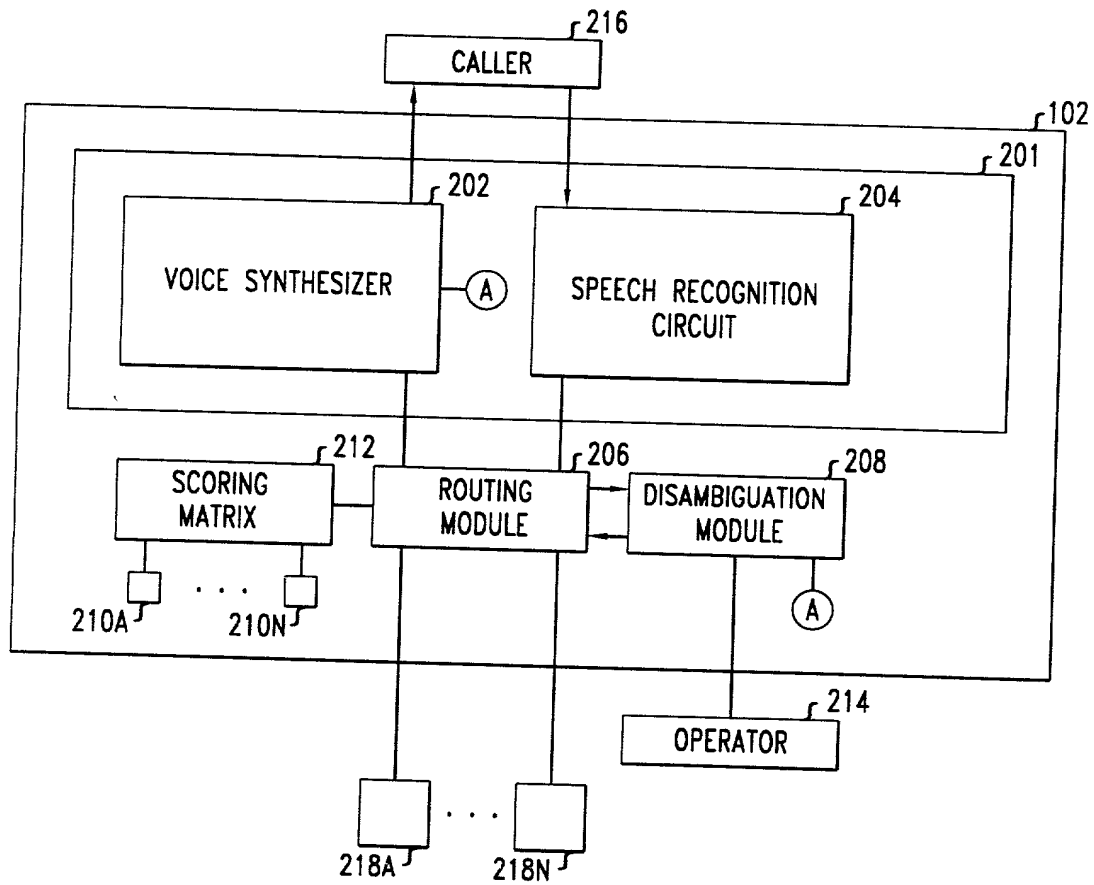 216
CALLER
102
201
202
204
VOICE SYNTHESIZER
A
SPEECH RECOGNITION
CIRCUIT
212
206
208
SCORING
MATRIX
ROUTING
MODULE
DISAMBIGUATION
MODULE
. . .
210A
210N
A
214
OPERATOR
. . .
218A
218N